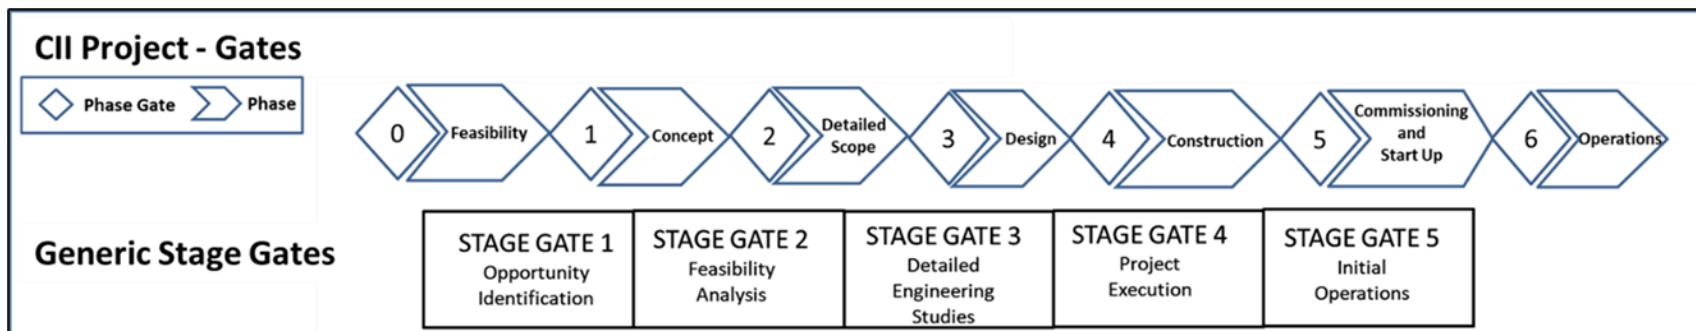 CII Project - Gates
Phase Gate
Phase
0
Feasibility
1
Concept
2
Detailed
Scope
3
Design
4
Construction
5
Commissioning
and
Start Up
6
Operations
Generic Stage Gates
STAGE GATE 1
Opportunity
Identification
STAGE GATE 2
Feasibility
Analysis
STAGE GATE 3
Detailed
Engineering
Studies
STAGE GATE 4
Project
Execution
STAGE GATE 5
Initial
Operations